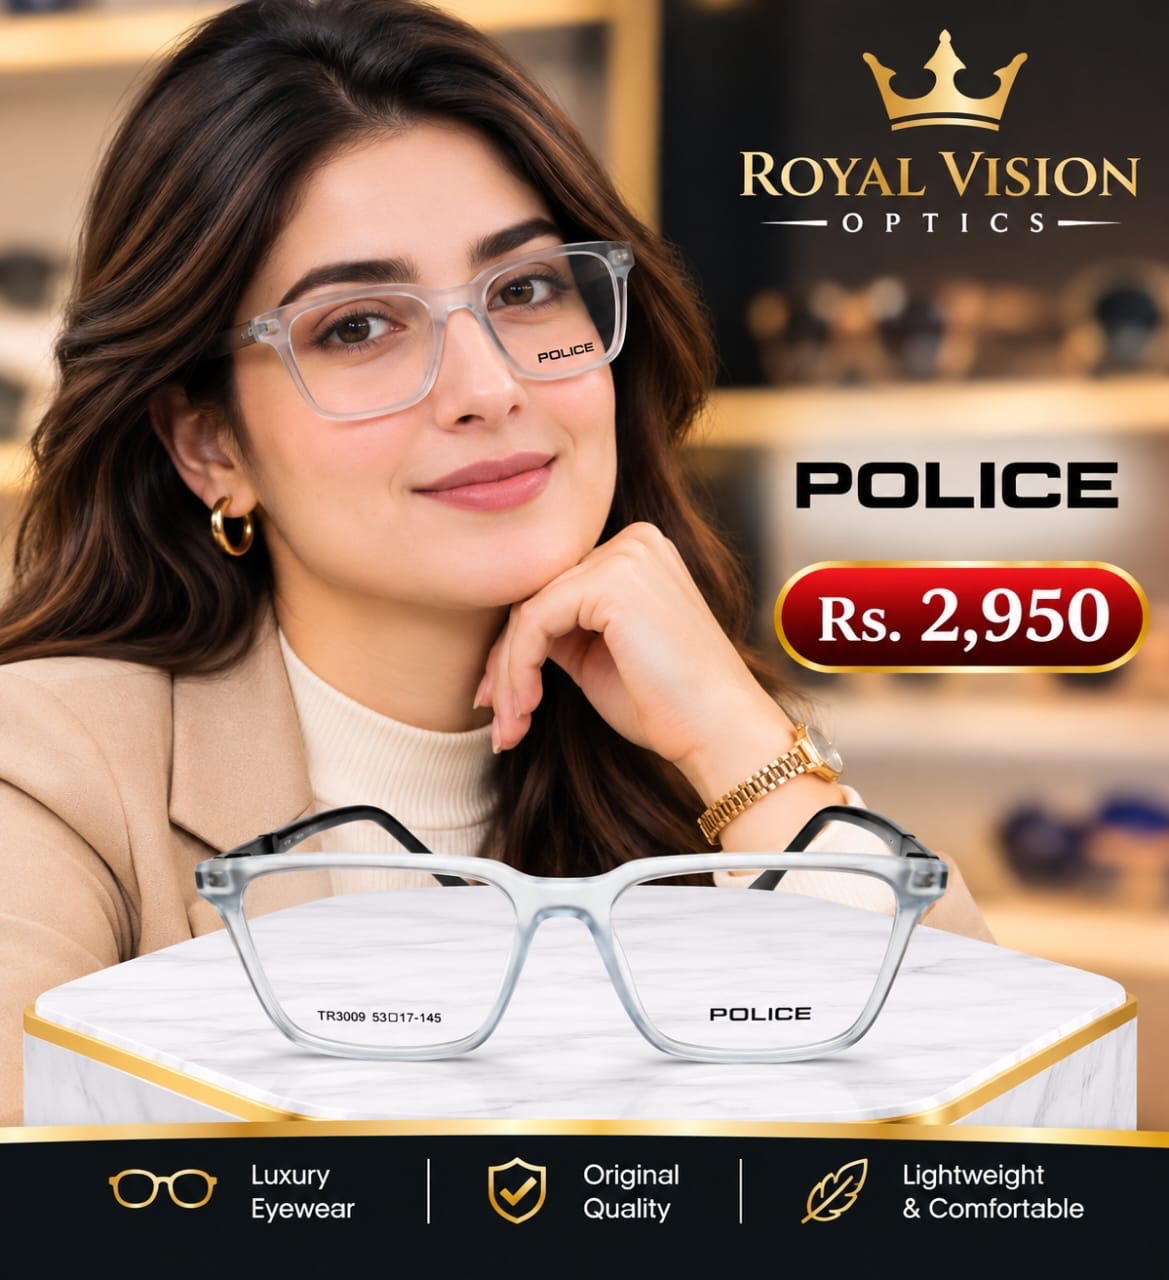 ROYAL VISION
OPTICS
POLICE
POLICE
Rs. 2,950
TR3009 53□17-145
POLICE
Luxury
Eyewear
Original
Quality
Lightweight
& Comfortable